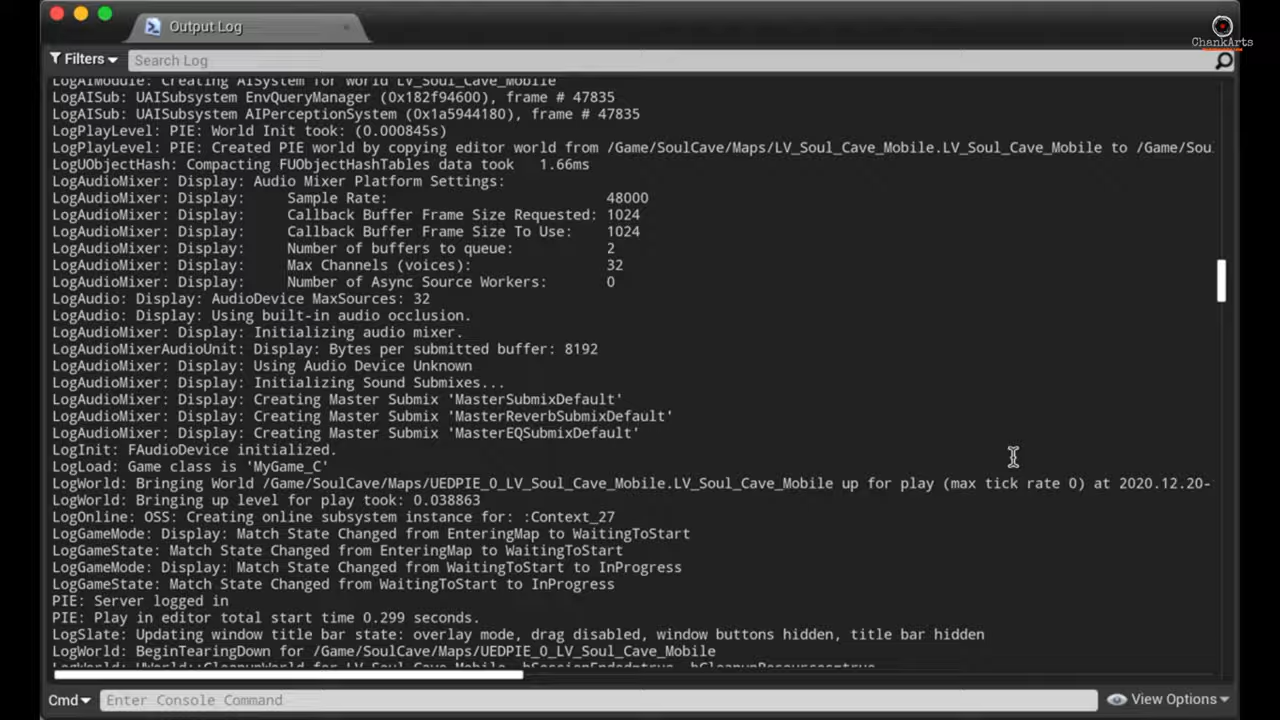 Output Log
ChankArts
Filters
Search Log
LogAIModule: Creating AISystem for world LV_Soul_Cave_Mobile
LogAISub: UAISubsystem EnvQueryManager (0x182f94600), frame # 47835
LogAISub: UAISubsystem AIPerceptionSystem (0x1a5944180), frame # 47835
LogPlayLevel: PIE: World Init took: (0.000845s)
LogPlayLevel: PIE: Created PIE world by copying editor world from /Game/SoulCave/Maps/LV_Soul_Cave_Mobile.LV_Soul_Cave_Mobile to /Game/Sou
LogUObjectHash: Compacting FUObjectHashTables data took   1.66ms
LogAudioMixer: Display: Audio Mixer Platform Settings:
LogAudioMixer: Display: Sample Rate: 48000
LogAudioMixer: Display: Callback Buffer Frame Size Requested: 1024
LogAudioMixer: Display: Callback Buffer Frame Size To Use: 1024
LogAudioMixer: Display: Number of buffers to queue: 2
LogAudioMixer: Display: Max Channels (voices): 32
LogAudioMixer: Display: Number of Async Source Workers: 0
LogAudio: Display: AudioDevice MaxSources: 32
LogAudio: Display: Using built-in audio occlusion.
LogAudioMixer: Display: Initializing audio mixer.
LogAudioMixerAudioUnit: Display: Bytes per submitted buffer: 8192
LogAudioMixer: Display: Using Audio Device Unknown
LogAudioMixer: Display: Initializing Sound Submixes...
LogAudioMixer: Display: Creating Master Submix 'MasterSubmixDefault'
LogAudioMixer: Display: Creating Master Submix 'MasterReverbSubmixDefault'
LogAudioMixer: Display: Creating Master Submix 'MasterEQSubmixDefault'
LogInit: FAudioDevice initialized.
LogLoad: Game class is 'MyGame_C'
LogWorld: Bringing World /Game/SoulCave/Maps/UEDPIE_0_LV_Soul_Cave_Mobile.LV_Soul_Cave_Mobile up for play (max tick rate 0) at 2020.12.20-
LogWorld: Bringing up level for play took: 0.038863
LogOnline: OSS: Creating online subsystem instance for: :Context_27
LogGameMode: Display: Match State Changed from EnteringMap to WaitingToStart
LogGameState: Match State Changed from EnteringMap to WaitingToStart
LogGameMode: Display: Match State Changed from WaitingToStart to InProgress
LogGameState: Match State Changed from WaitingToStart to InProgress
PIE: Server logged in
PIE: Play in editor total start time 0.299 seconds.
LogSlate: Updating window title bar state: overlay mode, drag disabled, window buttons hidden, title bar hidden
LogWorld: BeginTearingDown for /Game/SoulCave/Maps/UEDPIE_0_LV_Soul_Cave_Mobile
LogWorld: UWorld::CleanupWorld for LV_Soul_Cave_Mobile, bSessionEnded=true, bCleanupResources=true
Cmd
Enter Console Command
View Options